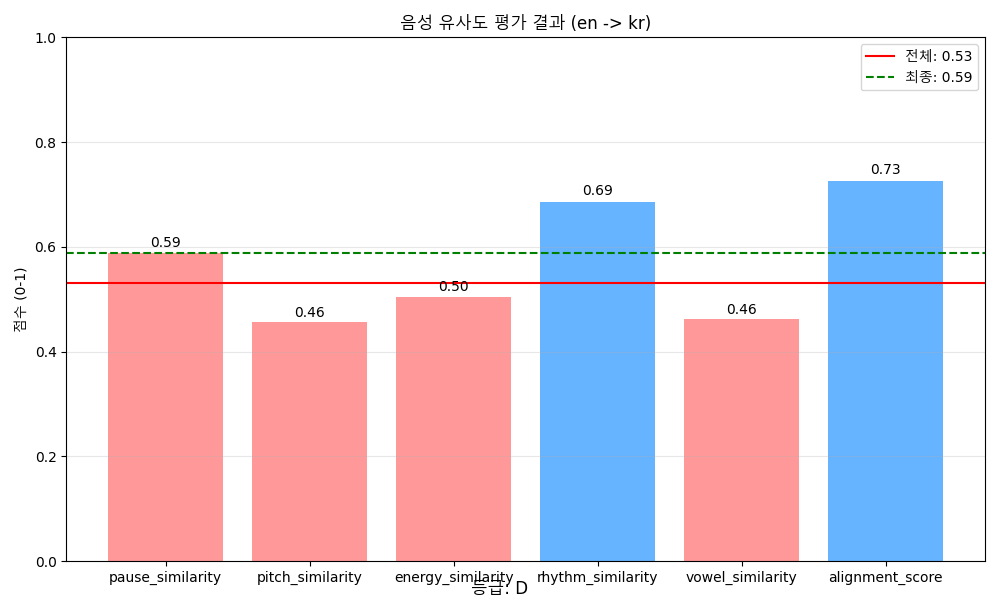 음성 유사도 평가 결과 (en -> kr)
전체: 0.53
최종: 0.59
점수 (0-1)
1.0
0.8
0.6
0.4
0.2
0.0
0.59
0.46
0.50
0.69
0.46
0.73
pause_similarity
pitch_similarity
energy_similarity
rhythm_similarity
vowel_similarity
alignment_score
등급: D